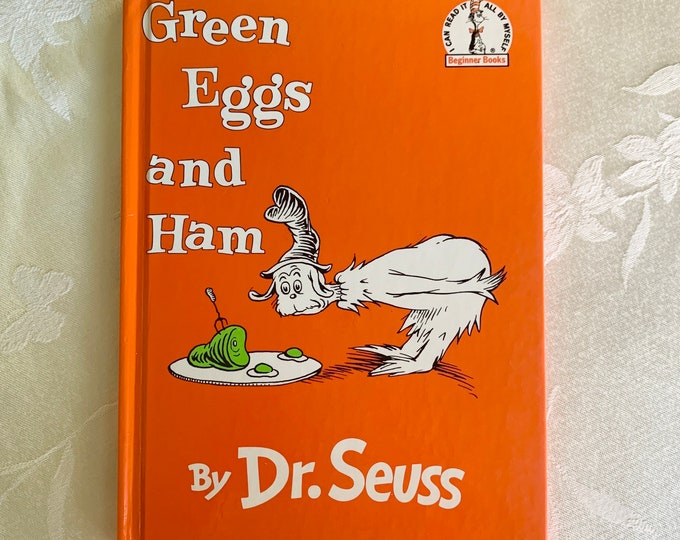 Green
Eggs
and
Ham
I CAN READ IT ALL BY MYSELF
Beginner Books
®
By Dr. Seuss